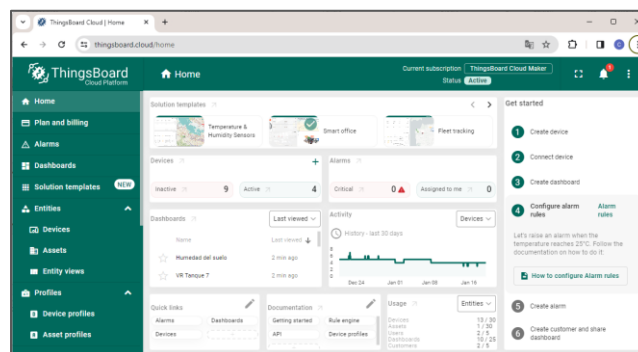 ThingsBoard Cloud | Home
thingsboard.cloud/home
ThingsBoard
Cloud Platform
Home
Current subscription ThingsBoard Cloud Maker
Status Active
Home
Plan and billing
Alarms
Dashboards
Solution templates NEW
Entities
Devices
Assets
Entity views
Profiles
Device profiles
Asset profiles
Solution templates
Temperature &
Humidity Sensors
Smart office
Fleet tracking
Devices
Inactive 9 Active 4
Alarms
Critical 0 Assigned to me 0
Dashboards Last viewed
Name Last viewed
Humedad del suelo 2 min ago
VR Tanque 7 2 min ago
Activity Devices
History - last 30 days
8
6
4
2
0
Dec 24 Jan 01 Jan 08 Jan 16
Quick links
Alarms Dashboards
Devices
Documentation
Getting started Rule engine
API Device profiles
Usage Entities
Devices 13 / 30
Assets 1 / 30
Users 2 / 5
Dashboards 10 / 25
Customers 2 / 5
Get started
1 Create device
2 Connect device
3 Create dashboard
4 Configure alarm rules
Alarm rules
Let's raise an alarm when the
temperature reaches 25°C. Follow the
documentation on how to do it:
How to configure Alarm rules
5 Create alarm
6 Create customer and share
dashboard